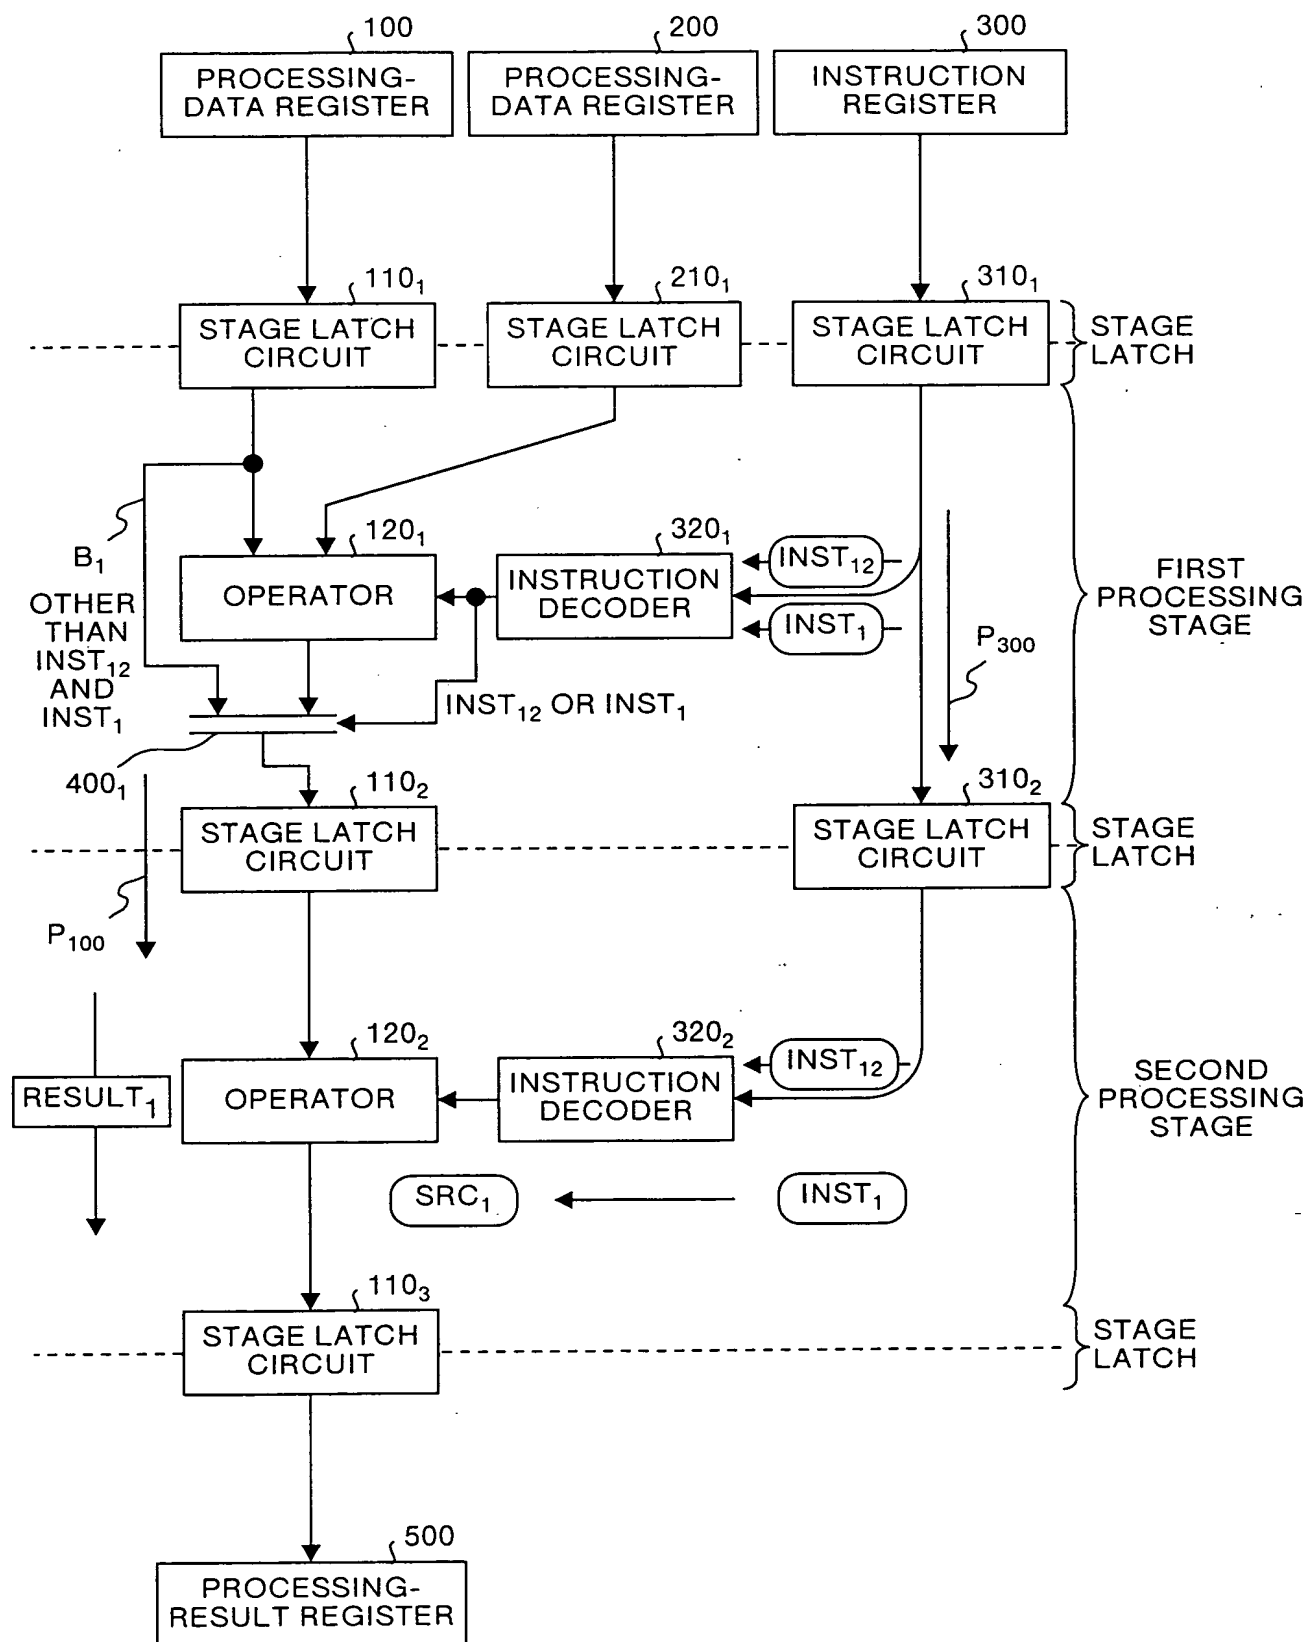 100
200
300
PROCESSING-
DATA REGISTER
PROCESSING-
DATA REGISTER
INSTRUCTION
REGISTER
110₁
210₁
310₁
STAGE LATCH
CIRCUIT
STAGE LATCH
CIRCUIT
STAGE LATCH
CIRCUIT
STAGE
LATCH
B₁
120₁
OPERATOR
320₁
INSTRUCTION
DECODER
INST₁₂
INST₁
P₃₀₀
FIRST
PROCESSING
STAGE
OTHER
THAN
INST₁₂
AND
INST₁
INST₁₂ OR INST₁
400₁
110₂
STAGE LATCH
CIRCUIT
310₂
STAGE LATCH
CIRCUIT
STAGE
LATCH
P₁₀₀
RESULT₁
120₂
OPERATOR
320₂
INSTRUCTION
DECODER
INST₁₂
SECOND
PROCESSING
STAGE
SRC₁
INST₁
110₃
STAGE LATCH
CIRCUIT
STAGE
LATCH
500
PROCESSING-
RESULT REGISTER